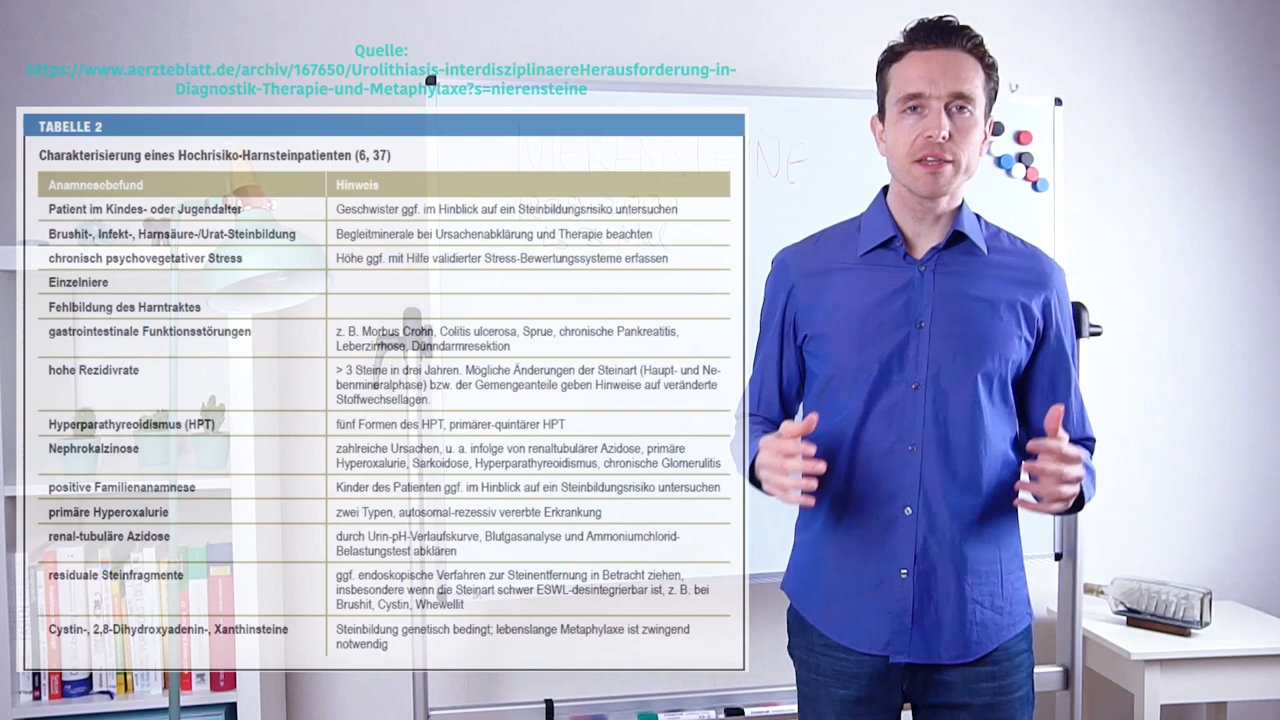 Quelle:
https://www.aerzteblatt.de/archiv/167650/Urolithiasis-interdisziplinaereHerausforderung-in-
Diagnostik-Therapie-und-Metaphylaxe?s=nierensteine
TABELLE 2
Charakterisierung eines Hochrisiko-Harnsteinpatienten (6, 37)
Anamnesebefund Hinweis
Patient im Kindes- oder Jugendalter Geschwister ggf. im Hinblick auf ein Steinbildungsrisiko untersuchen
Brushit-, Infekt-, Harnsäure-/Urat-Steinbildung Begleitminerale bei Ursachenabklärung und Therapie beachten
chronisch psychovegetativer Stress Höhe ggf. mit Hilfe validierter Stress-Bewertungssysteme erfassen
Einzelniere
Fehlbildung des Harntraktes
gastrointestinale Funktionsstörungen z. B. Morbus Crohn, Colitis ulcerosa, Sprue, chronische Pankreatitis,
Leberzirrhose, Dünndarmresektion
hohe Rezidivrate > 3 Steine in drei Jahren. Mögliche Änderungen der Steinart (Haupt- und Ne-
benmineralphase) bzw. der Gemengeanteile geben Hinweise auf veränderte
Stoffwechsellagen.
Hyperparathyreoidismus (HPT) fünf Formen des HPT, primärer-quintärer HPT
Nephrokalzinose zahlreiche Ursachen, u. a. infolge von renaltubulärer Azidose, primäre
Hyperoxalurie, Sarkoidose, Hyperparathyreoidismus, chronische Glomerulitis
positive Familienanamnese Kinder des Patienten ggf. im Hinblick auf ein Steinbildungsrisiko untersuchen
primäre Hyperoxalurie zwei Typen, autosomal-rezessiv vererbte Erkrankung
renal-tubuläre Azidose durch Urin-pH-Verlaufskurve, Blutgasanalyse und Ammoniumchlorid-
Belastungstest abklären
residuale Steinfragmente ggf. endoskopische Verfahren zur Steinentfernung in Betracht ziehen,
insbesondere wenn die Steinart schwer ESWL-desintegrierbar ist, z. B. bei
Brushit, Cystin, Whewellit
Cystin-, 2,8-Dihydroxyadenin-, Xanthinsteine Steinbildung genetisch bedingt; lebenslange Metaphylaxe ist zwingend
notwendig
NIERENSTEINE